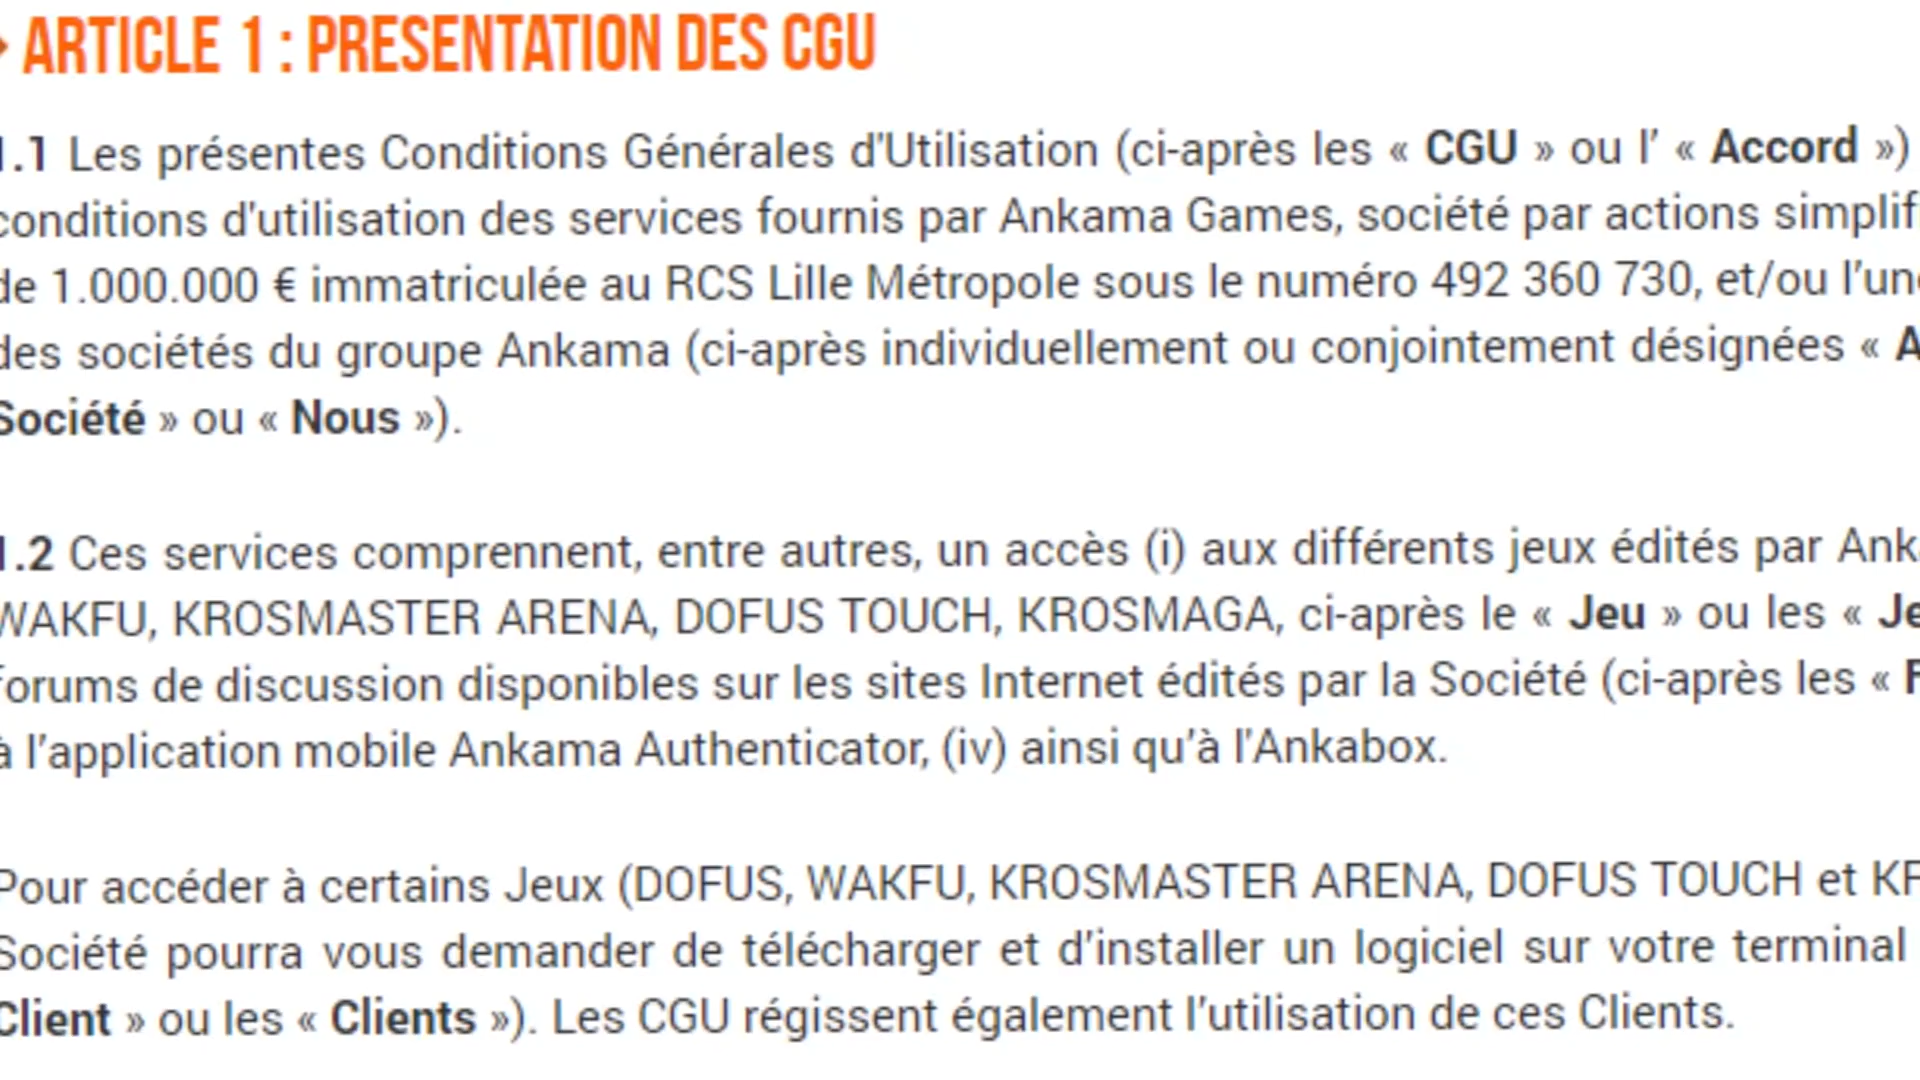 ARTICLE 1 : PRESENTATION DES CGU
1.1 Les présentes Conditions Générales d'Utilisation (ci-après les « CGU » ou l’ « Accord »)
conditions d'utilisation des services fournis par Ankama Games, société par actions simplif
de 1.000.000 € immatriculée au RCS Lille Métropole sous le numéro 492 360 730, et/ou l’une
des sociétés du groupe Ankama (ci-après individuellement ou conjointement désignées « A
Société » ou « Nous »).
1.2 Ces services comprennent, entre autres, un accès (i) aux différents jeux édités par Anka
WAKFU, KROSMASTER ARENA, DOFUS TOUCH, KROSMAGA, ci-après le « Jeu » ou les « Je
forums de discussion disponibles sur les sites Internet édités par la Société (ci-après les « F
à l’application mobile Ankama Authenticator, (iv) ainsi qu’à l’Ankabox.
Pour accéder à certains Jeux (DOFUS, WAKFU, KROSMASTER ARENA, DOFUS TOUCH et KR
Société pourra vous demander de télécharger et d’installer un logiciel sur votre terminal
Client » ou les « Clients »). Les CGU régissent également l’utilisation de ces Clients.